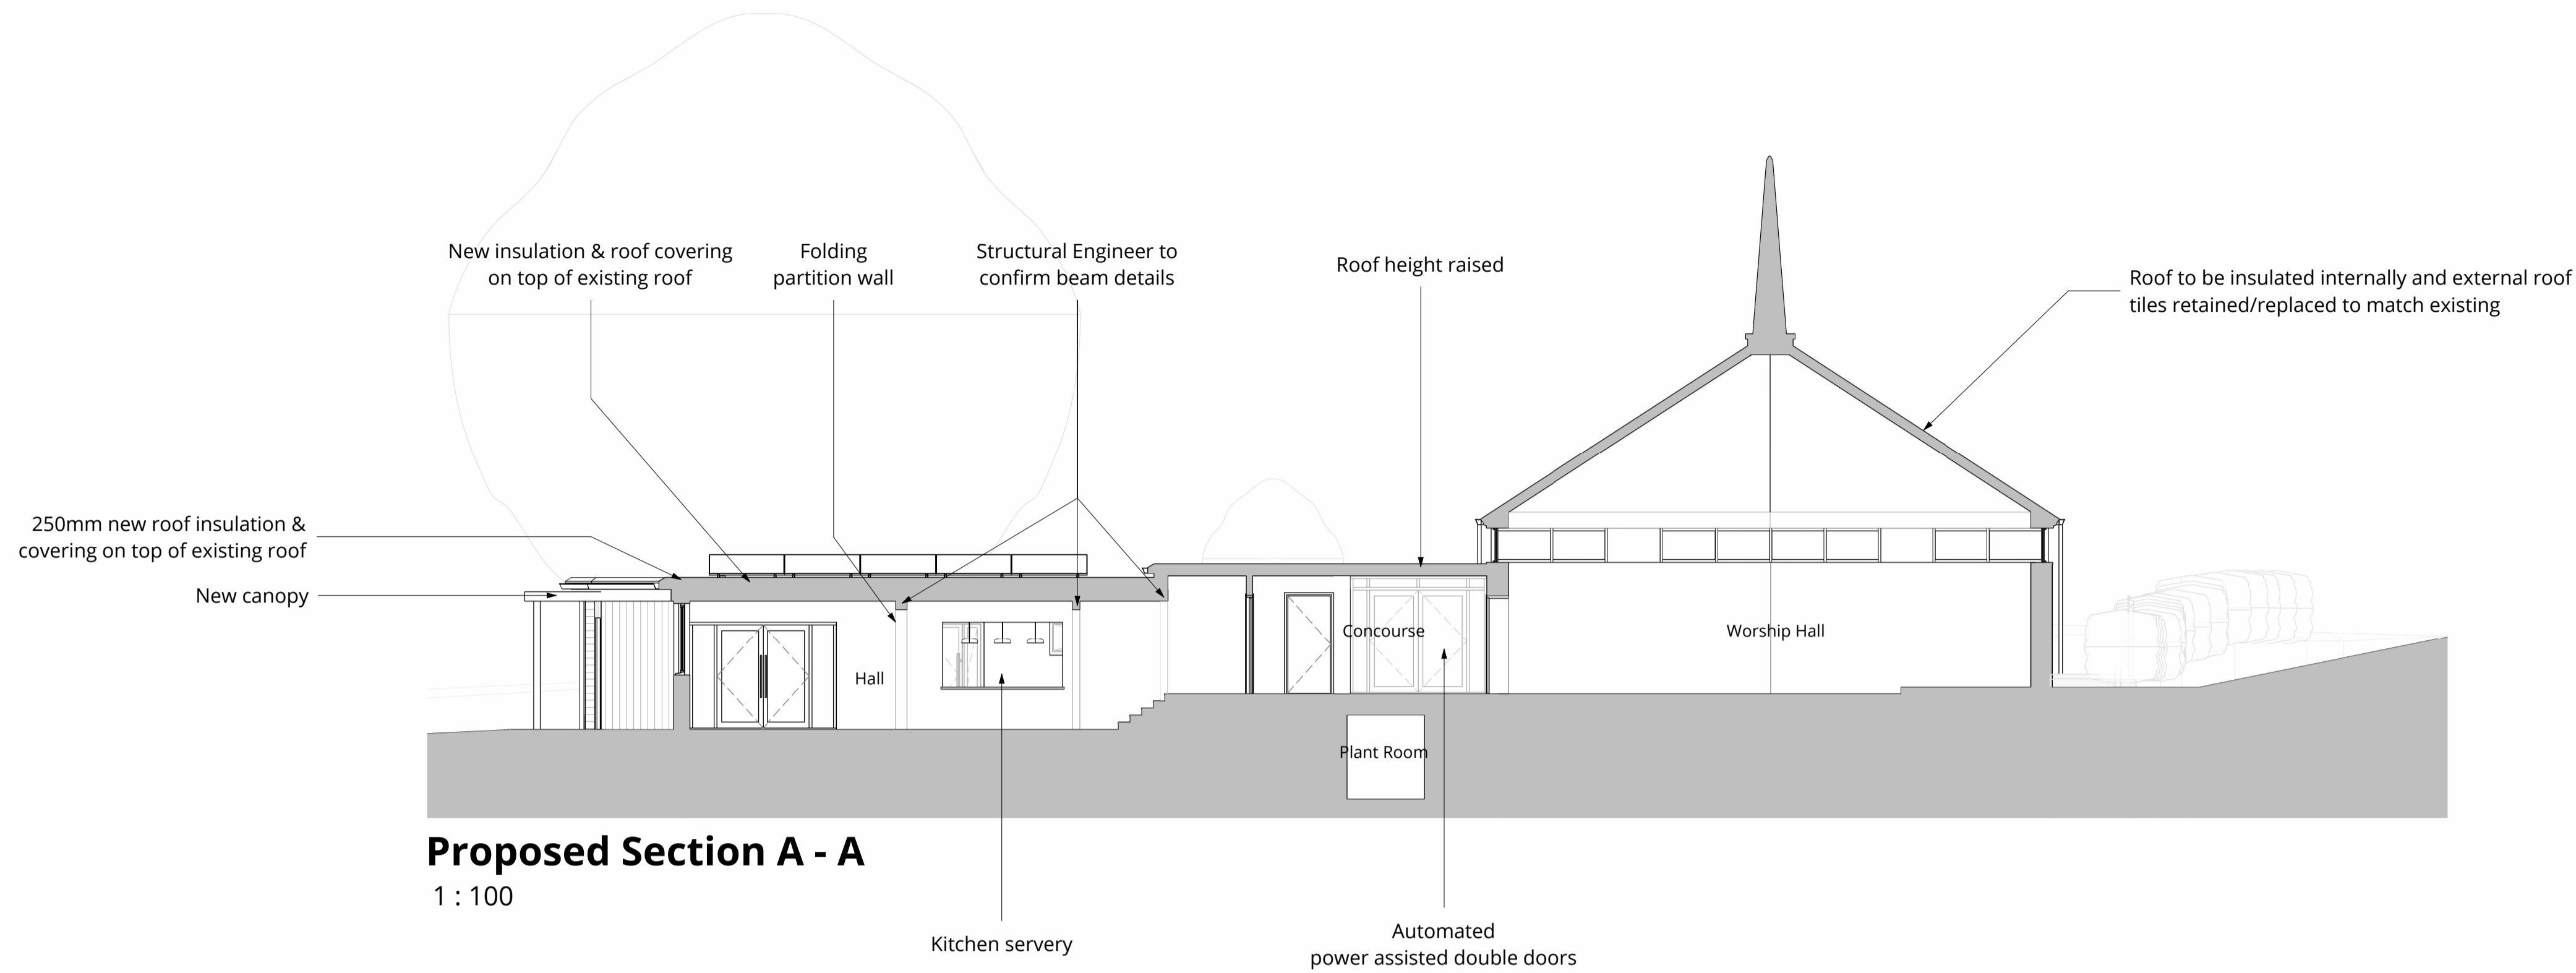 New insulation & roof covering
on top of existing roof
Folding
partition wall
Structural Engineer to
confirm beam details
Roof height raised
Roof to be insulated internally and external roof
tiles retained/replaced to match existing
250mm new roof insulation &
covering on top of existing roof
New canopy
Hall
Concourse
Worship Hall
Plant Room
Proposed Section A - A
1 : 100
Kitchen servery
Automated
power assisted double doors